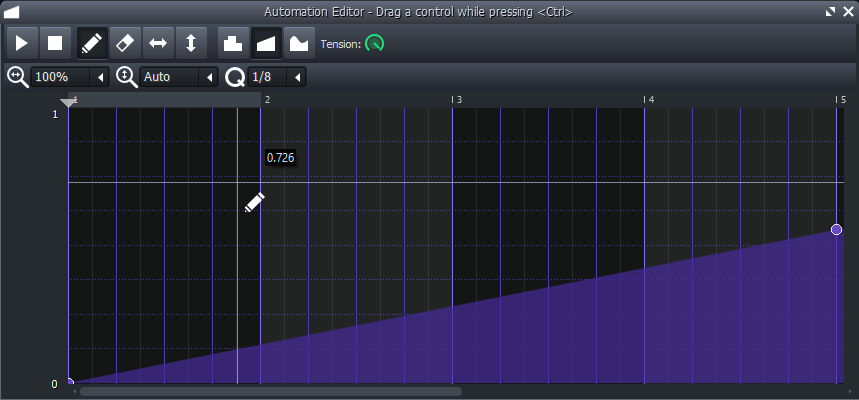 Automation Editor - Drag a control while pressing <Ctrl>
Tension:
100% Auto 1/8
1 2 3 4 5
1
0.726
0